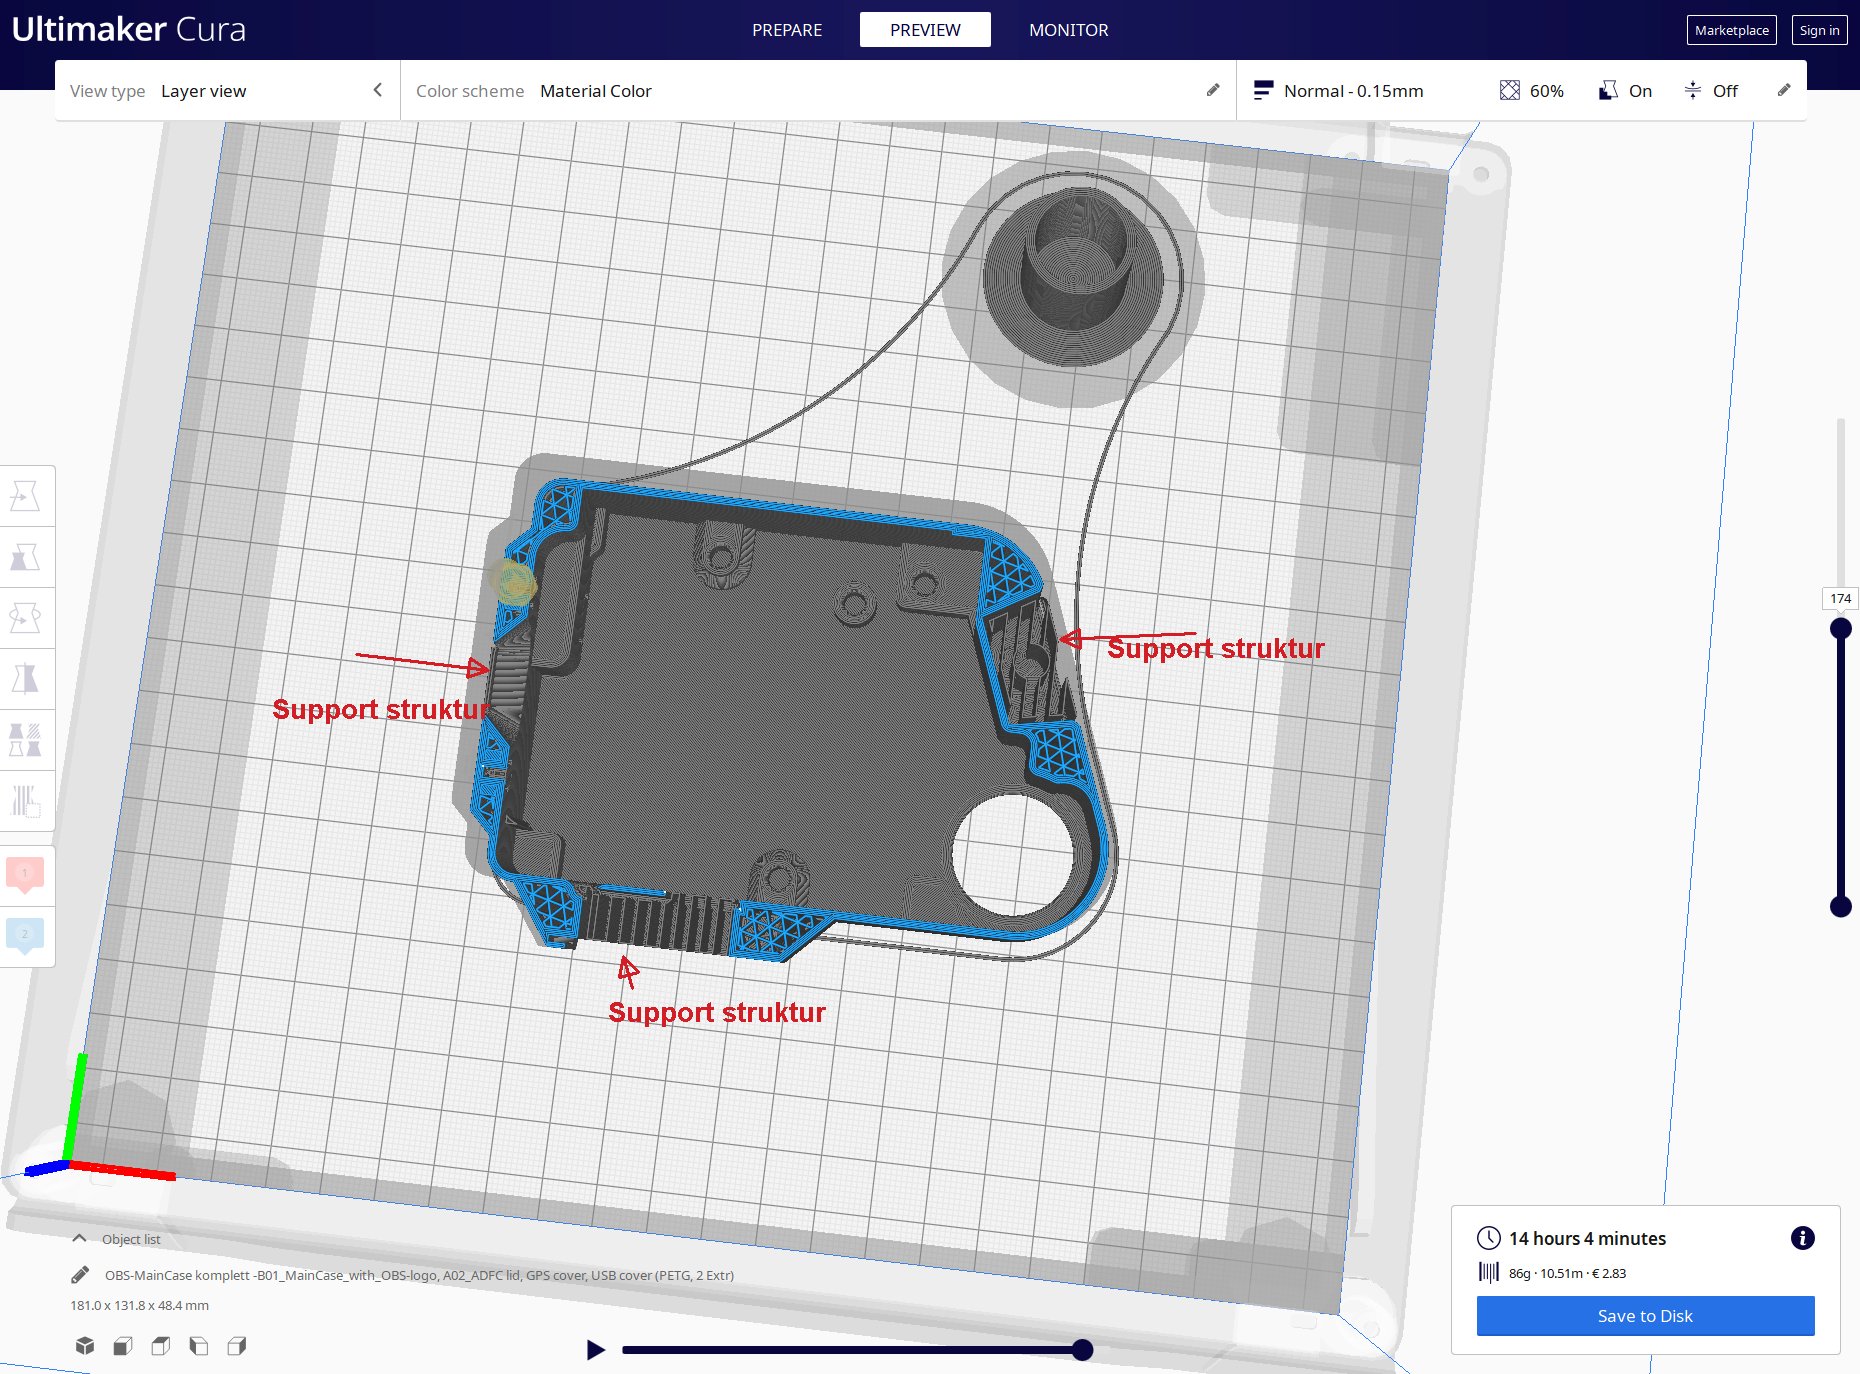 Ultimaker Cura
PREPARE
PREVIEW
MONITOR
Marketplace
Sign in
View type Layer view
Color scheme Material Color
Normal - 0.15mm
60%
On
Off
174
Support struktur
Support struktur
Support struktur
1
2
Object list
OBS-MainCase komplett -B01_MainCase_with_OBS-logo, A02_ADFC lid, GPS cover, USB cover (PETG, 2 Extr)
181.0 x 131.8 x 48.4 mm
14 hours 4 minutes
86g · 10.51m · € 2.83
Save to Disk